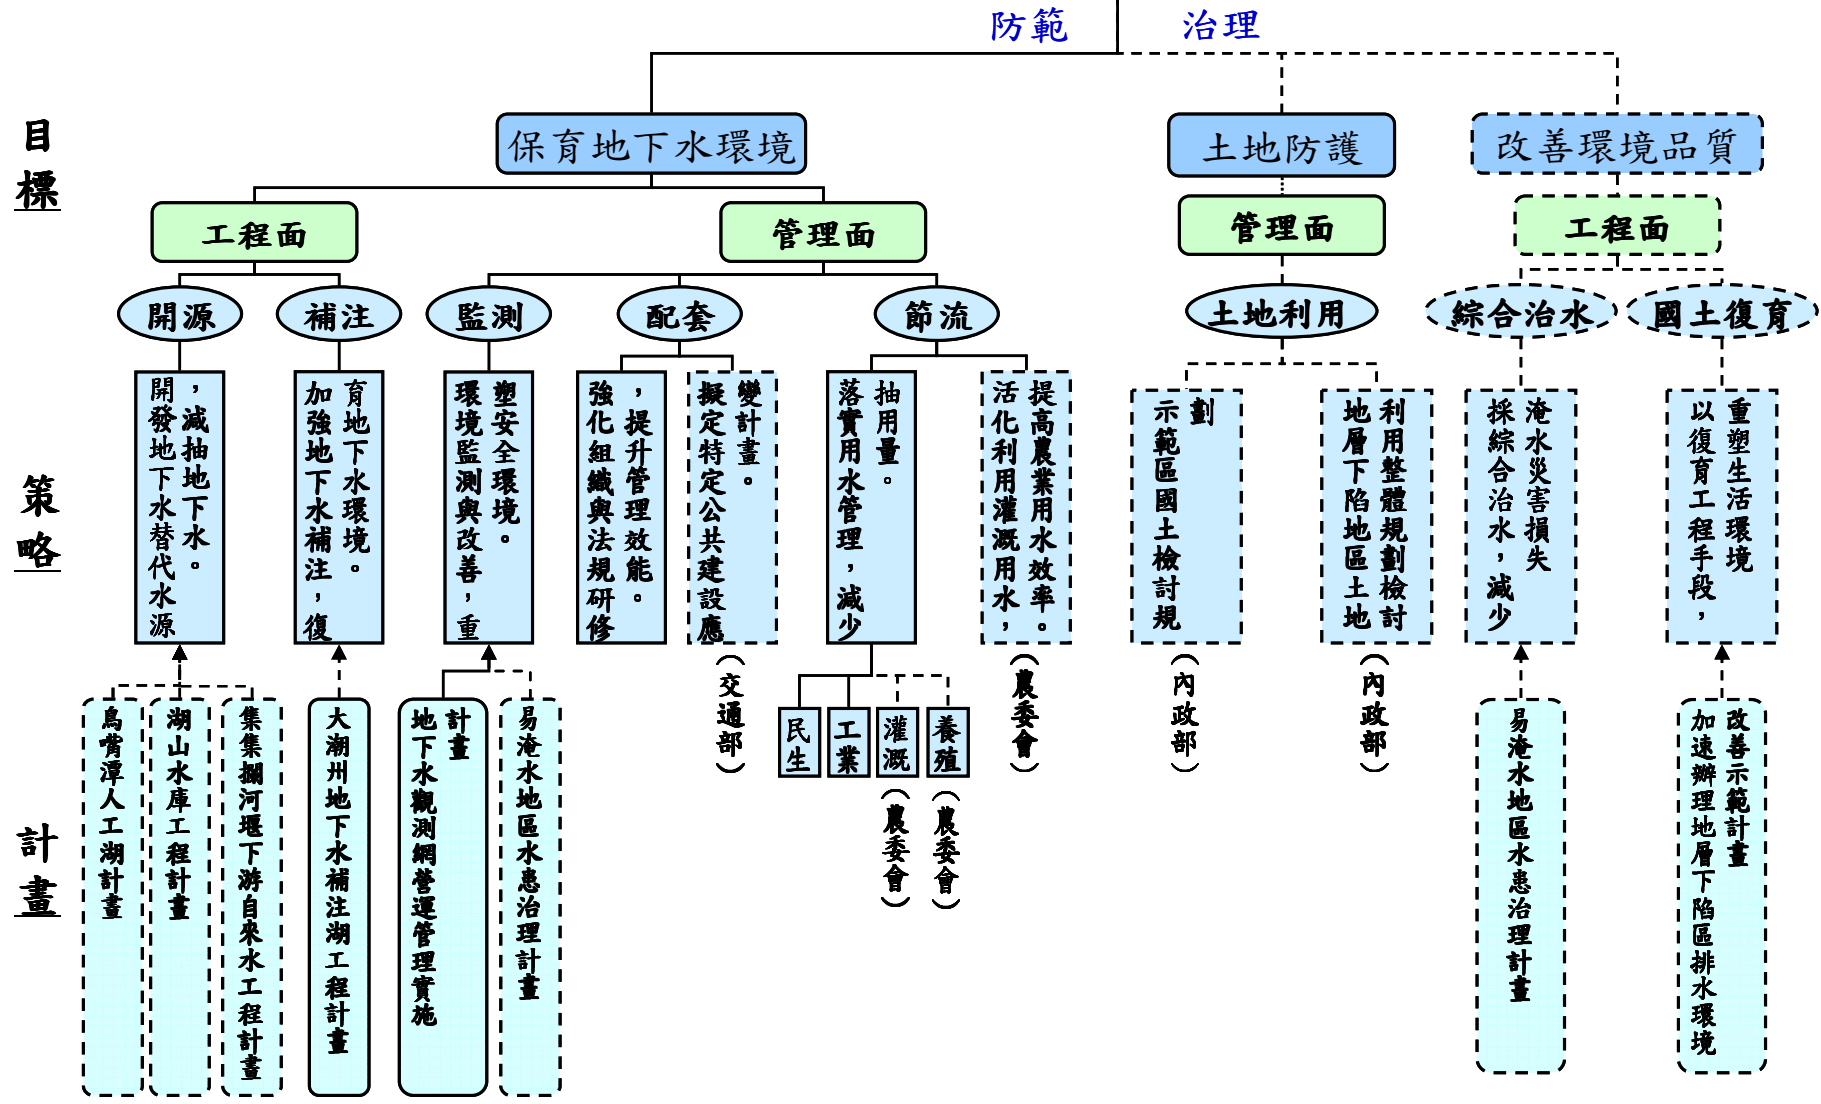 防範
治理
目標
保育地下水環境
土地防護
改善環境品質
工程面
管理面
管理面
工程面
開源
補注
監測
配套
節流
土地利用
綜合治水
國土復育
策略
開發地下水替代水源
，減抽地下水。
加強地下水補注，復
育地下水環境。
環境監測與改善，重
塑安全環境。
強化組織與法規研修
，提升管理效能。
擬定特定公共建設應
變計畫。
落實用水管理，減少
抽用量。
活化利用灌溉用水，
提高農業用水效率。
示範區國土檢討規
劃
地層下陷地區土地
利用整體規劃檢討
採綜合治水，減少
淹水災害損失
以復育工程手段，
重塑生活環境
（交通部）
（農委會）
（內政部）
（內政部）
民生
工業
灌溉
養殖
（農委會）
（農委會）
計畫
鳥嘴潭人工湖計畫
湖山水庫工程計畫
集集攔河堰下游自來水工程計畫
大潮州地下水補注湖工程計畫
地下水觀測網營運管理實施
計畫
易淹水地區水患治理計畫
易淹水地區水患治理計畫
加速辦理地層下陷區排水環境
改善示範計畫